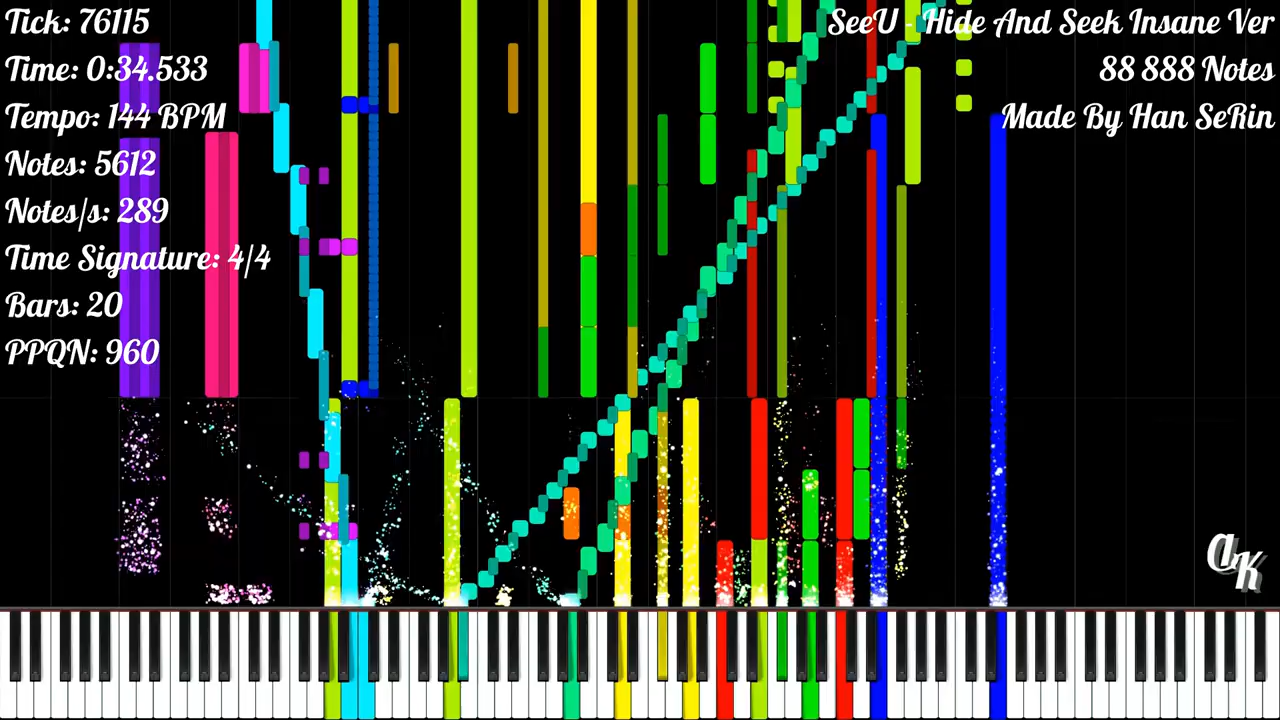 Tick: 76115
Time: 0:34.533
Tempo: 144 BPM
Notes: 5612
Notes/s: 289
Time Signature: 4/4
Bars: 20
PPQN: 960
SeeU - Hide And Seek Insane Ver
88 888 Notes
Made By Han SeRin
aK